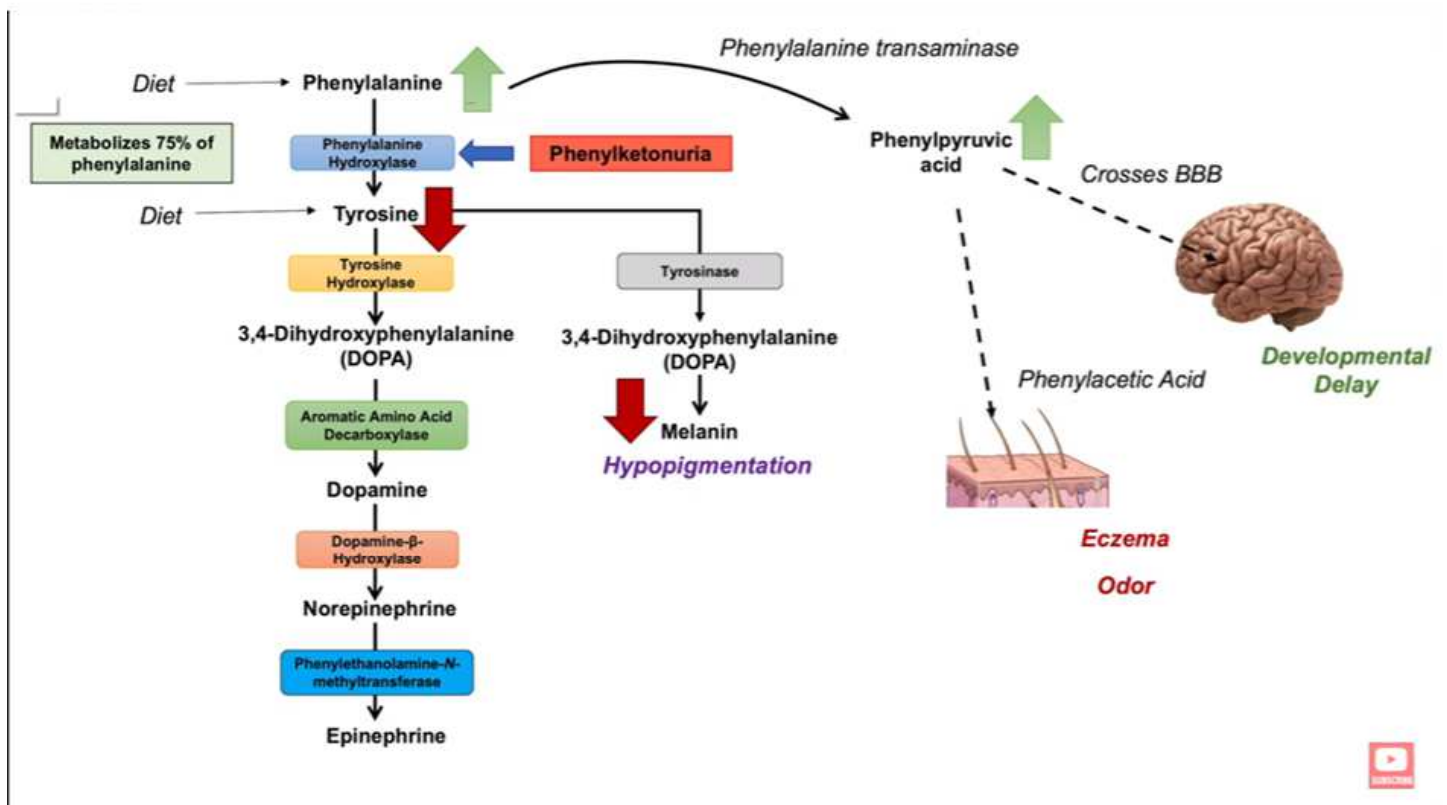 Phenylalanine transaminase
Diet
Phenylalanine
Metabolizes 75% of
phenylalanine
Phenylalanine
Hydroxylase
Phenylketonuria
Phenylpyruvic
acid
Crosses BBB
Diet
Tyrosine
Tyrosine
Hydroxylase
Tyrosinase
3,4-Dihydroxyphenylalanine
(DOPA)
3,4-Dihydroxyphenylalanine
(DOPA)
Developmental
Delay
Phenylacetic Acid
Aromatic Amino Acid
Decarboxylase
Melanin
Hypopigmentation
Dopamine
Eczema
Odor
Dopamine-β-
Hydroxylase
Norepinephrine
Phenylethanolamine-N-
methyltransferase
Epinephrine
SUBSCRIBE